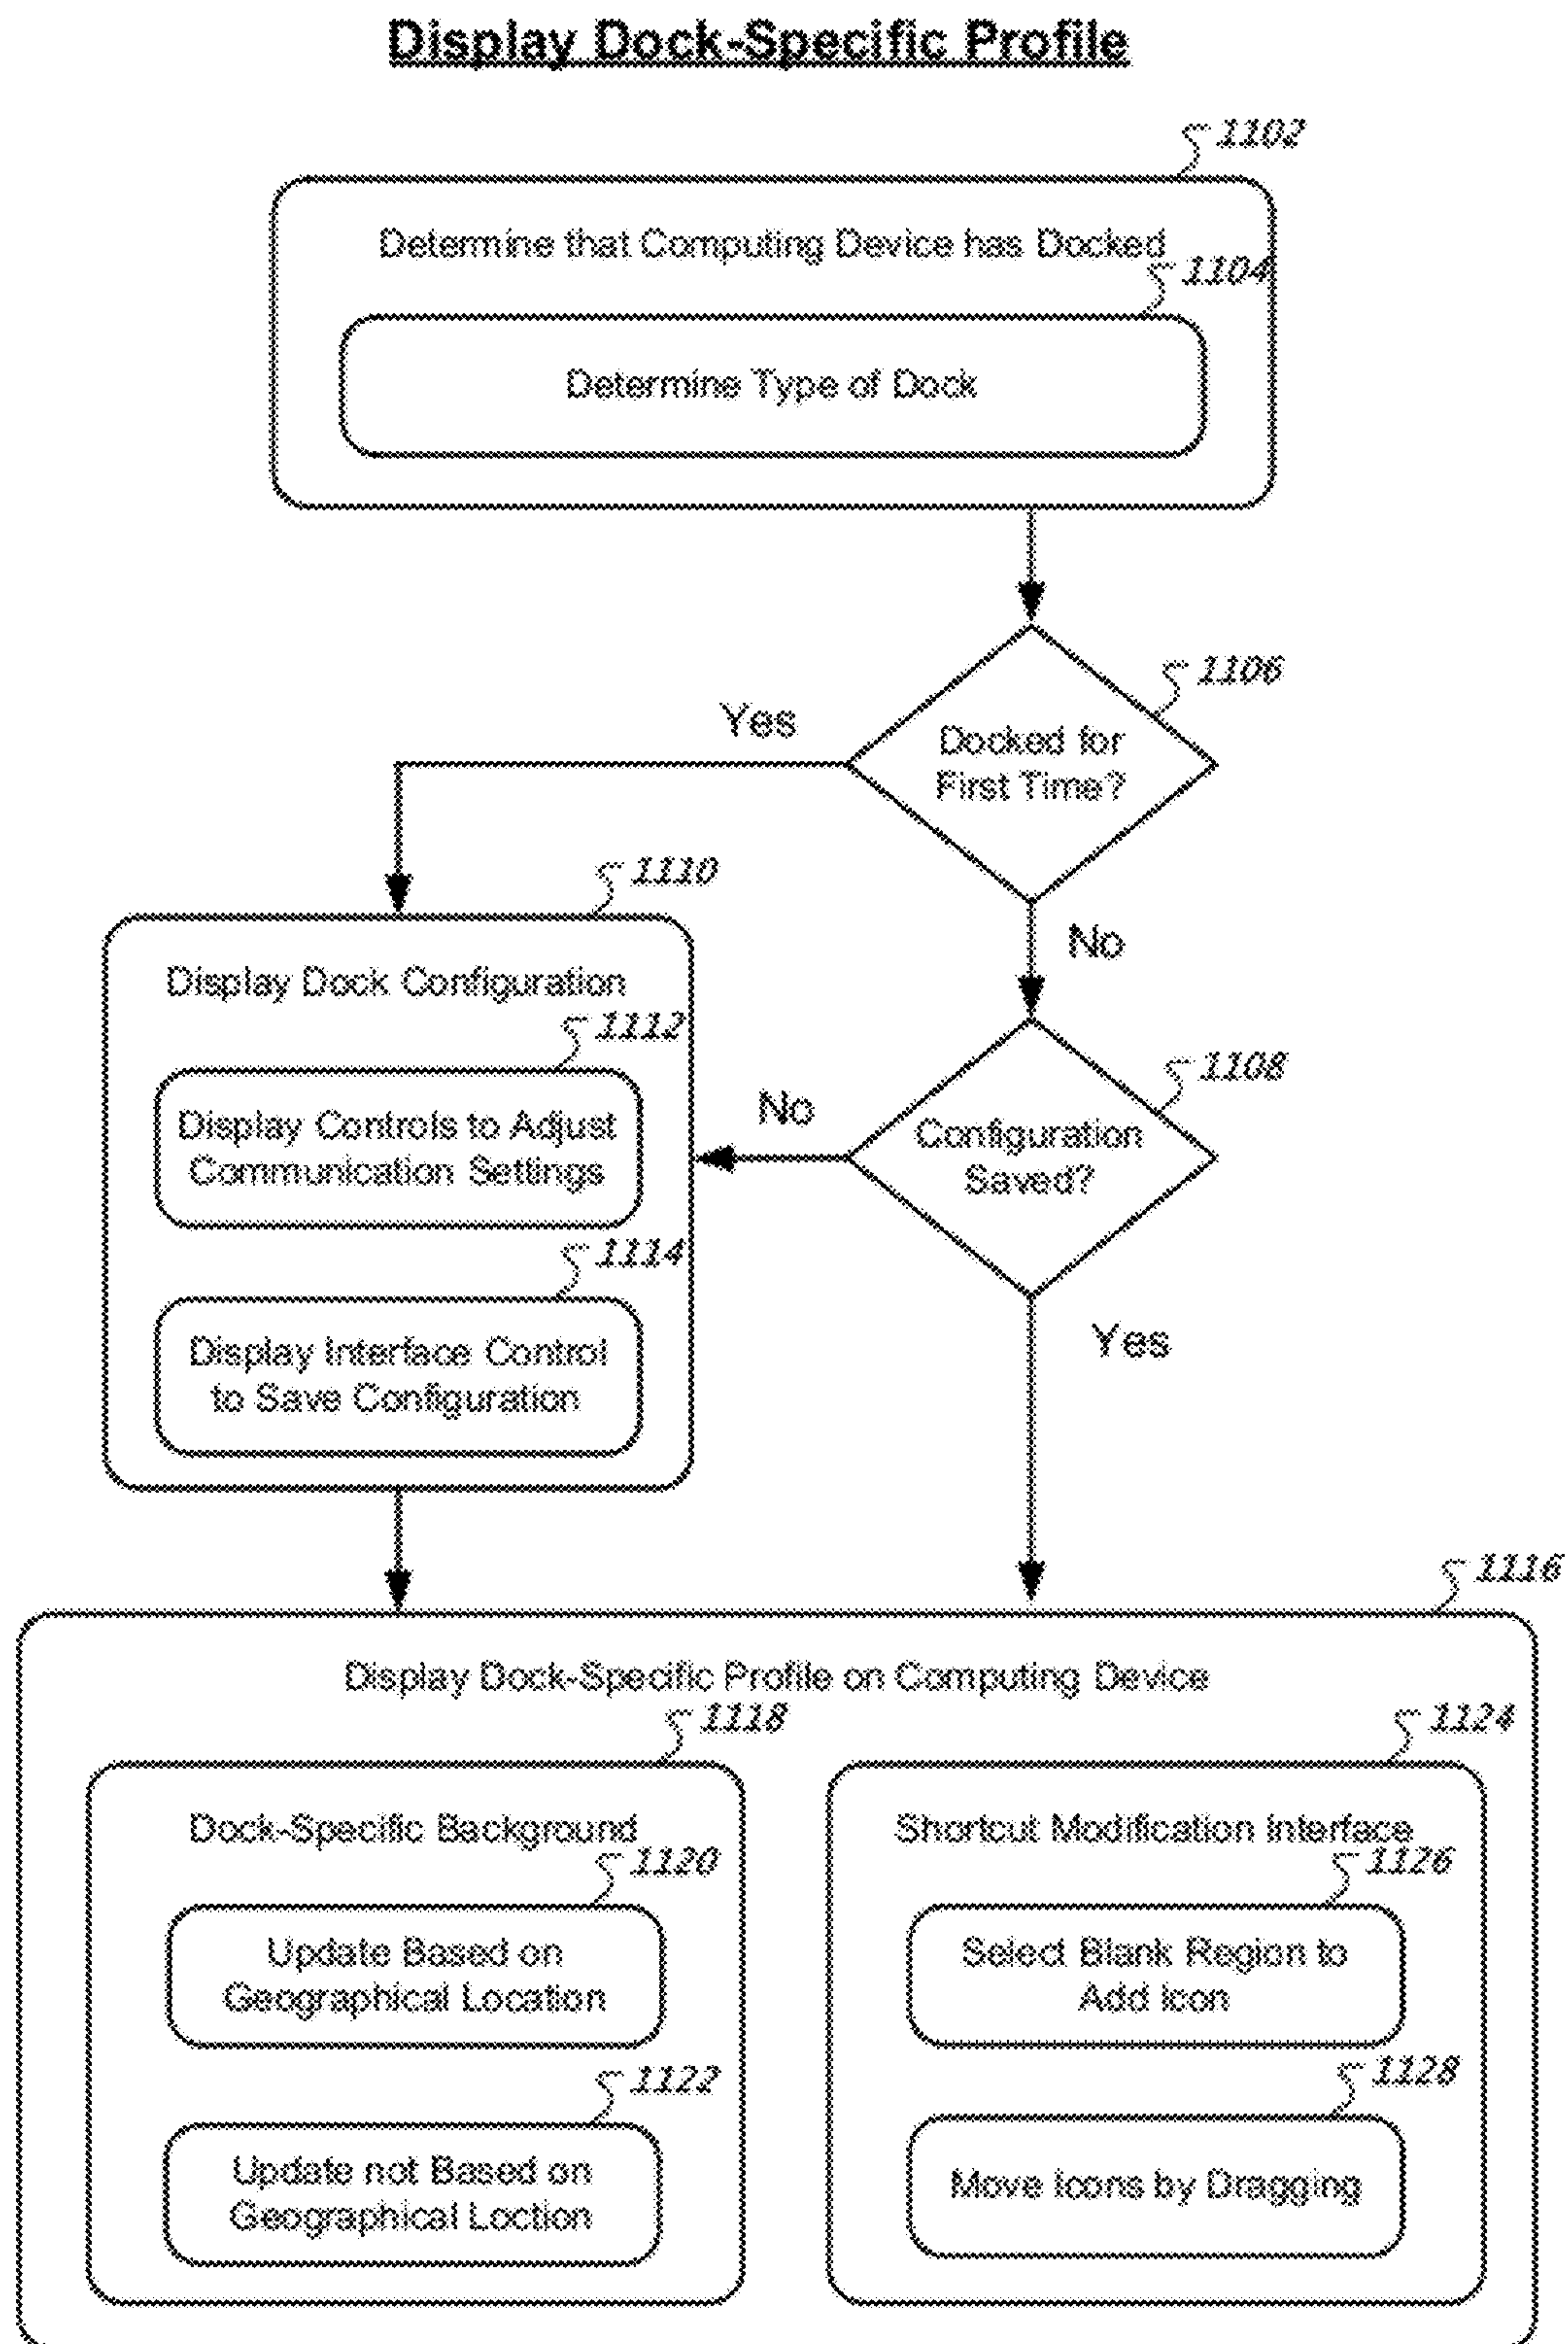 Display Dock-Specific Profile
1102
Determine that Computing Device has Docked
1104
Determine Type of Dock
1106
Docked for
First Time?
Yes
No
1110
Display Dock Configuration
1112
Display Controls to Adjust
Communication Settings
1114
Display Interface Control
to Save Configuration
1108
Configuration
Saved?
No
Yes
1116
Display Dock-Specific Profile on Computing Device
1118
Dock-Specific Background
1120
Update Based on
Geographical Location
1122
Update not Based on
Geographical Loction
1124
Shortcut Modification Interface
1126
Select Blank Region to
Add Icon
1128
Move Icons by Dragging